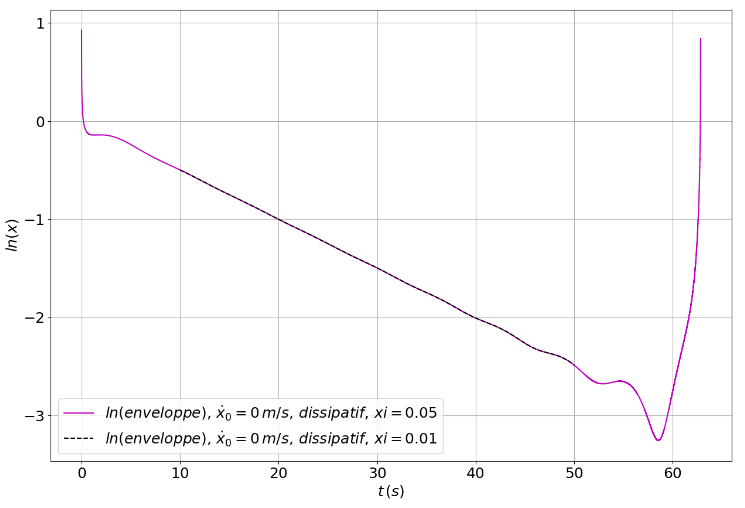 1
0
−1
−2
−3
ln(x)
ln(enveloppe), ẋ₀ = 0 m/s, dissipatif, xi = 0.05
ln(enveloppe), ẋ₀ = 0 m/s, dissipatif, xi = 0.01
0 10 20 30 40 50 60
t (s)